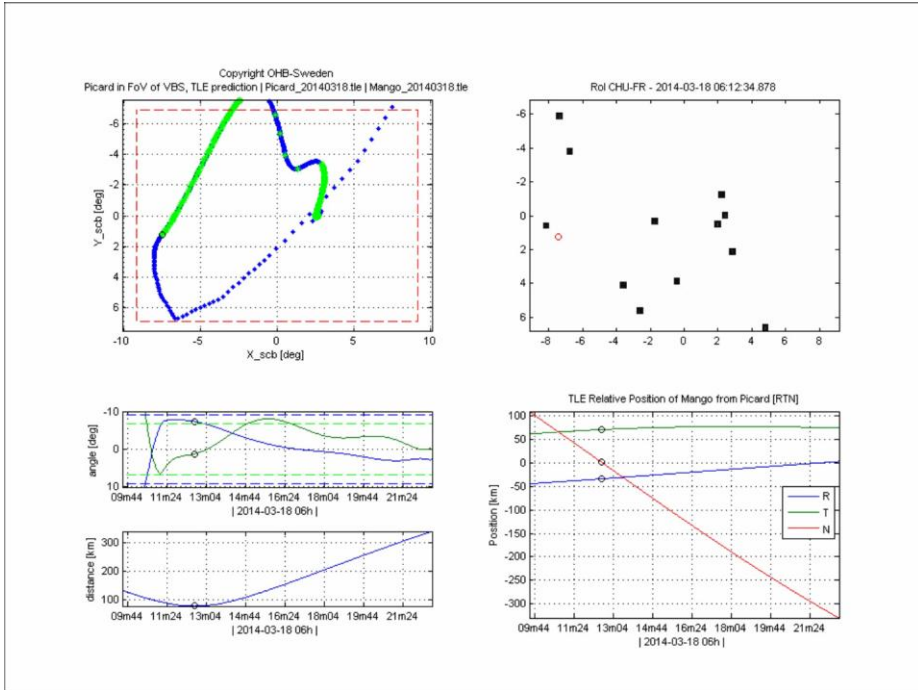 Copyright OHB-Sweden
Picard in FoV of VBS, TLE prediction | Picard_20140318.tle | Mango_20140318.tle
-6
-4
-2
0
2
4
6
Y_scb [deg]
-10 -5 0 5 10
X_scb [deg]
RoI CHU-FR - 2014-03-18 06:12:34.878
-6
-4
-2
0
2
4
6
-8 -6 -4 -2 0 2 4 6 8
-10
0
10
angle [deg]
09m44 11m24 13m04 14m44 16m24 18m04 19m44 21m24
| 2014-03-18 06h |
300
200
100
distance [km]
09m44 11m24 13m04 14m44 16m24 18m04 19m44 21m24
| 2014-03-18 06h |
TLE Relative Position of Mango from Picard [RTN]
100
50
0
-50
-100
-150
-200
-250
-300
Position [km]
R
T
N
09m44 11m24 13m04 14m44 16m24 18m04 19m44 21m24
| 2014-03-18 06h |